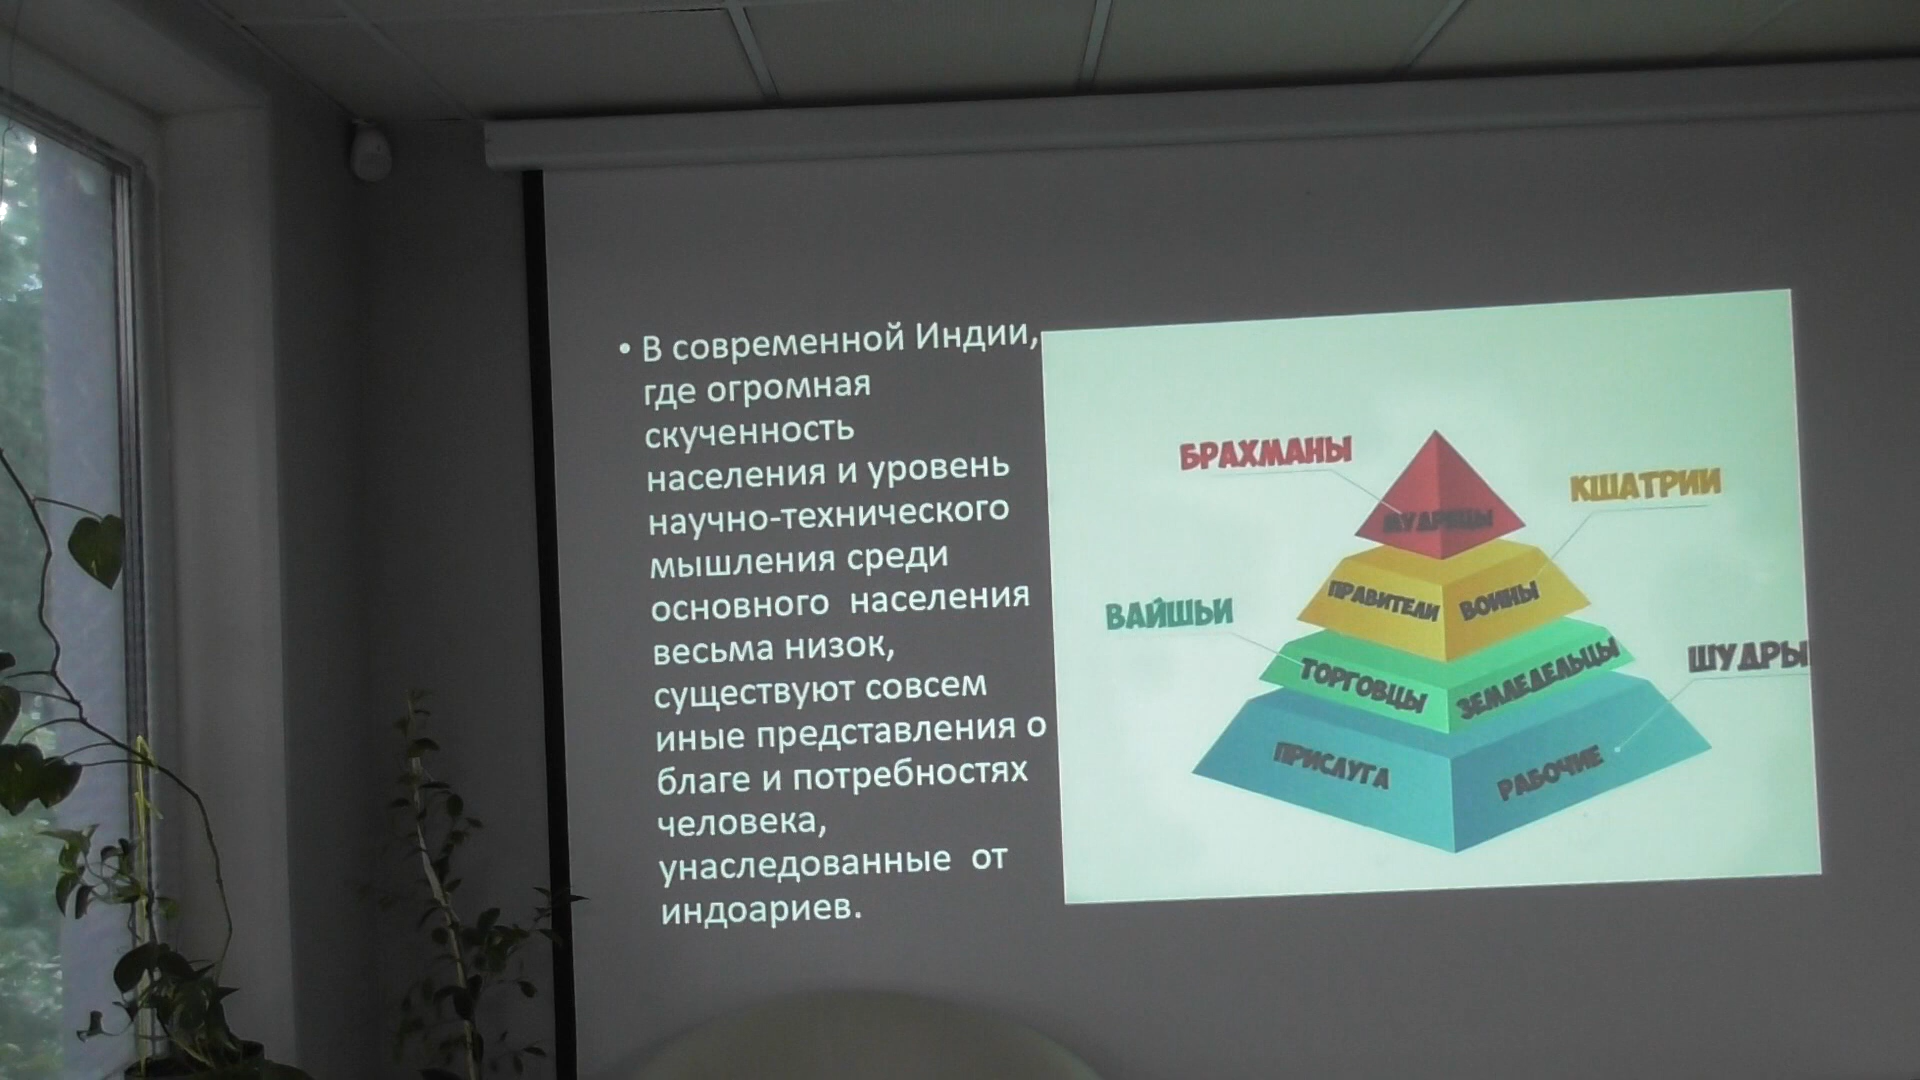 • В современной Индии,
где огромная
скученность
населения и уровень
научно-технического
мышления среди
основного  населения
весьма низок,
существуют совсем
иные представления о
благе и потребностях
человека,
унаследованные  от
индоариев.
БРАХМАНЫ
МУДРЕЦЫ
КШАТРИИ
ПРАВИТЕЛИ ВОИНЫ
ВАЙШЬИ
ТОРГОВЦЫ ЗЕМЛЕДЕЛЬЦЫ
ШУДРЫ
ПРИСЛУГА РАБОЧИЕ